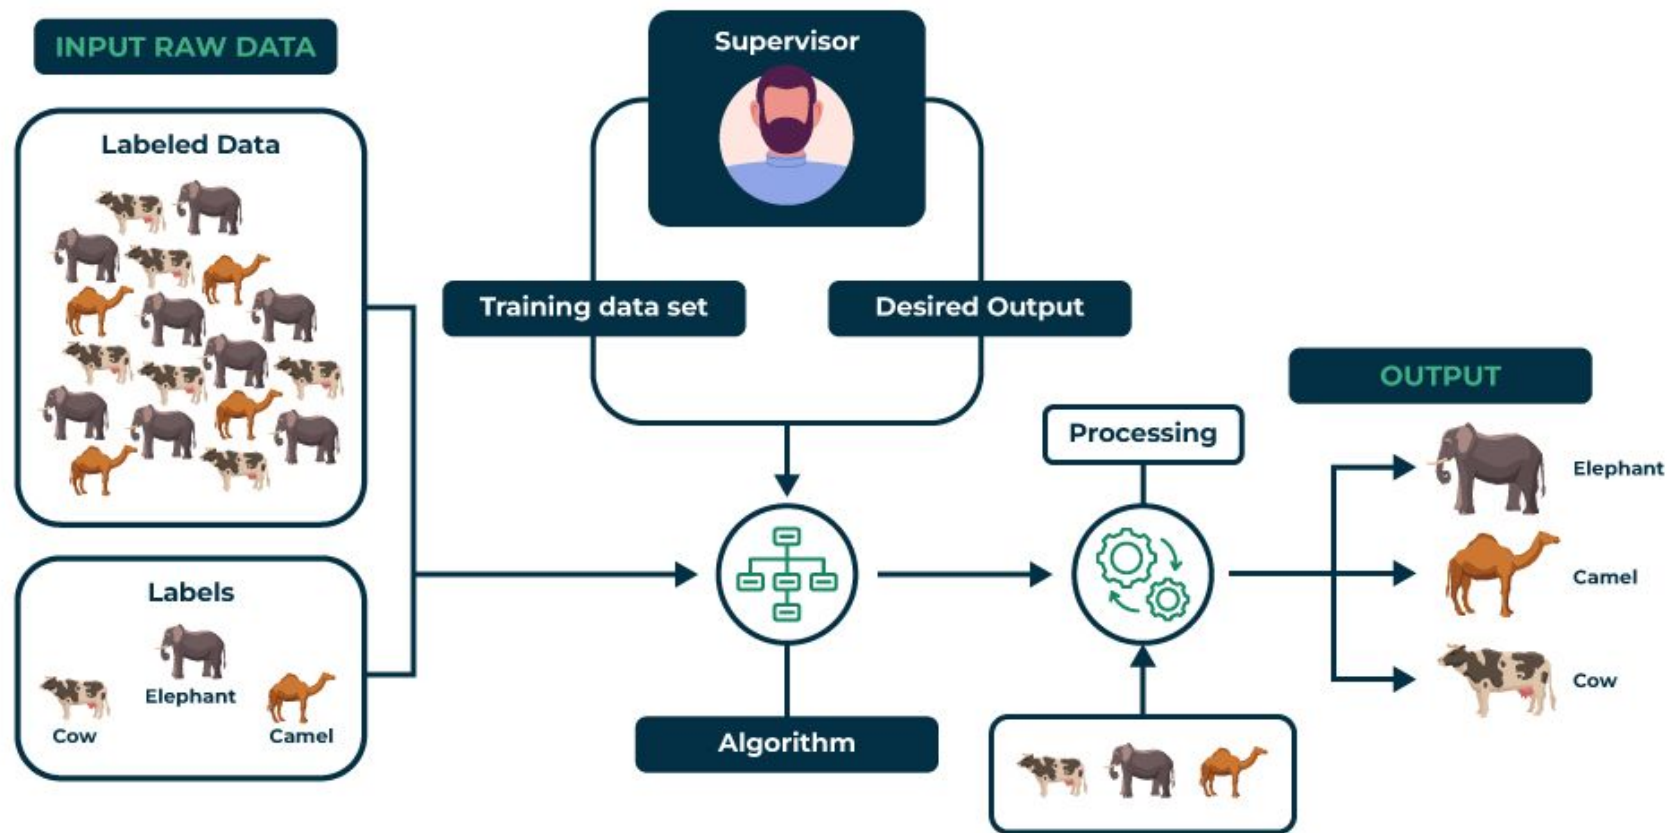 INPUT RAW DATA
Labeled Data
Labels
Elephant
Cow
Camel
Supervisor
Training data set
Desired Output
Algorithm
Processing
OUTPUT
Elephant
Camel
Cow